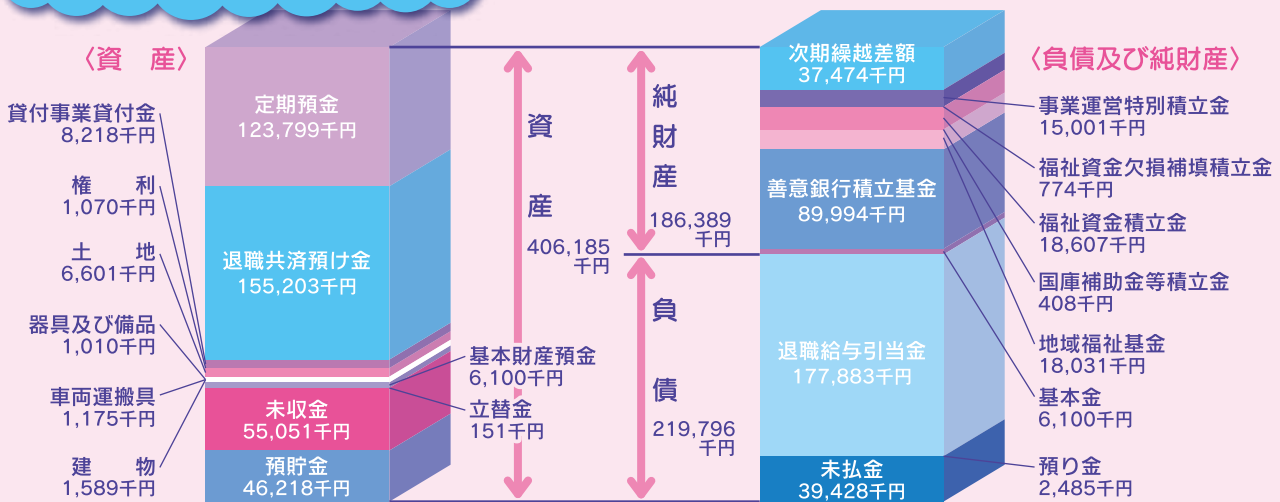 〈資　産〉
貸付事業貸付金
8,218千円
権　利
1,070千円
土　地
6,601千円
器具及び備品
1,010千円
車両運搬具
1,175千円
建　物
1,589千円
定期預金
123,799千円
退職共済預け金
155,203千円
未収金
55,051千円
預貯金
46,218千円
基本財産預金
6,100千円
立替金
151千円
資産
406,185
千円
純財産
186,389
千円
負債
219,796
千円
次期繰越差額
37,474千円
善意銀行積立基金
89,994千円
退職給与引当金
177,883千円
未払金
39,428千円
〈負債及び純財産〉
事業運営特別積立金
15,001千円
福祉資金欠損補填積立金
774千円
福祉資金積立金
18,607千円
国庫補助金等積立金
408千円
地域福祉基金
18,031千円
基本金
6,100千円
預り金
2,485千円